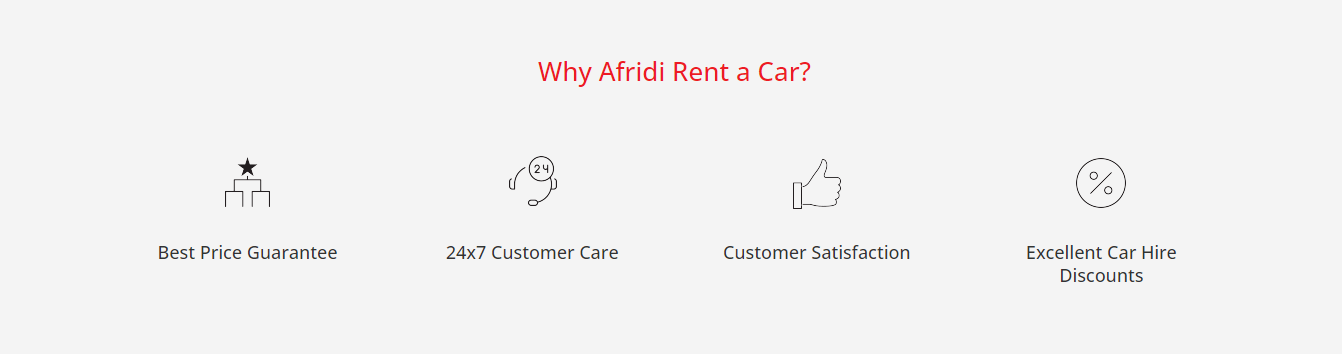 Why Afridi Rent a Car?
24
Best Price Guarantee
24x7 Customer Care
Customer Satisfaction
Excellent Car Hire
Discounts